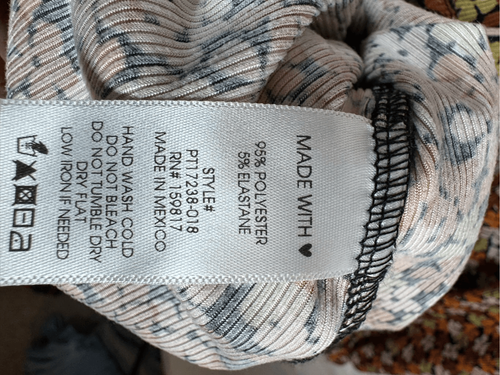 MADE WITH ♥
95% POLYESTER
5% ELASTANE
STYLE#
PT17238-018
RN# 159817
MADE IN MEXICO
HAND WASH COLD
DO NOT BLEACH
DO NOT TUMBLE DRY
DRY FLAT
LOW IRON IF NEEDED